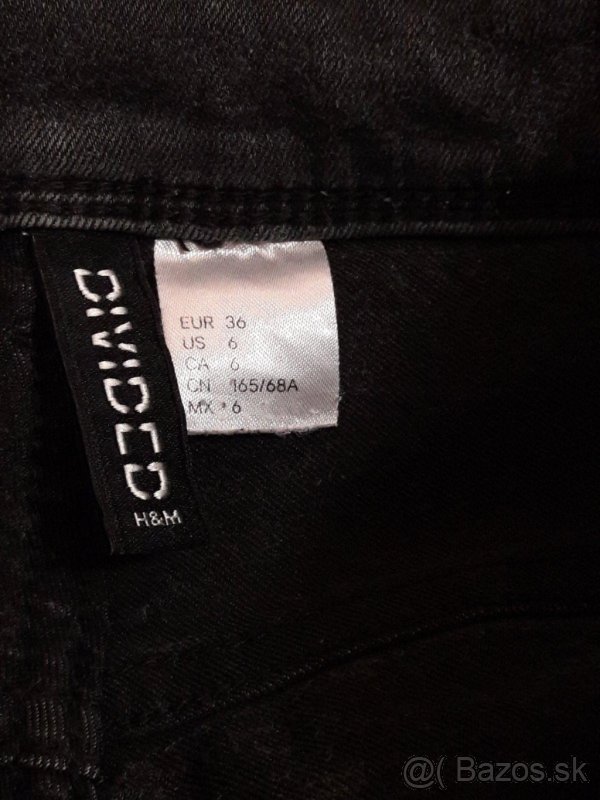 DIVIDED
H&M
EUR 36
US 6
CA 6
CN 165/68A
MX 6
@( Bazos.sk